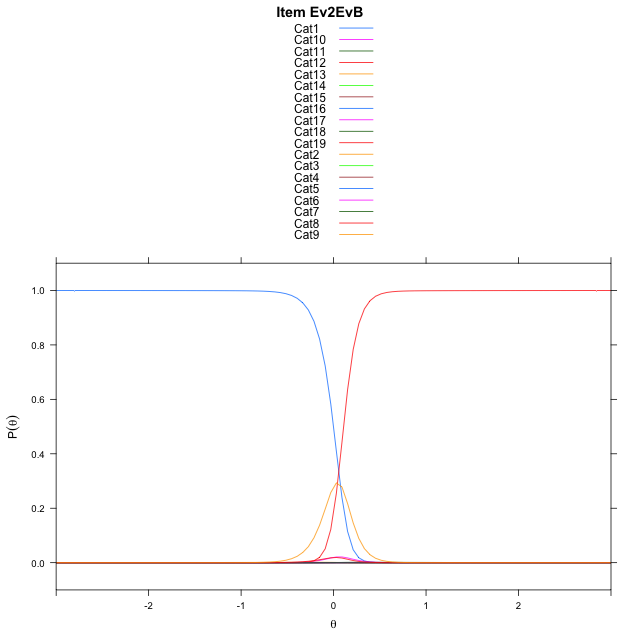 Item Ev2EvB
Cat1
Cat10
Cat11
Cat12
Cat13
Cat14
Cat15
Cat16
Cat17
Cat18
Cat19
Cat2
Cat3
Cat4
Cat5
Cat6
Cat7
Cat8
Cat9
1.0
0.8
0.6
0.4
0.2
0.0
P(θ)
-2 -1 0 1 2
θ